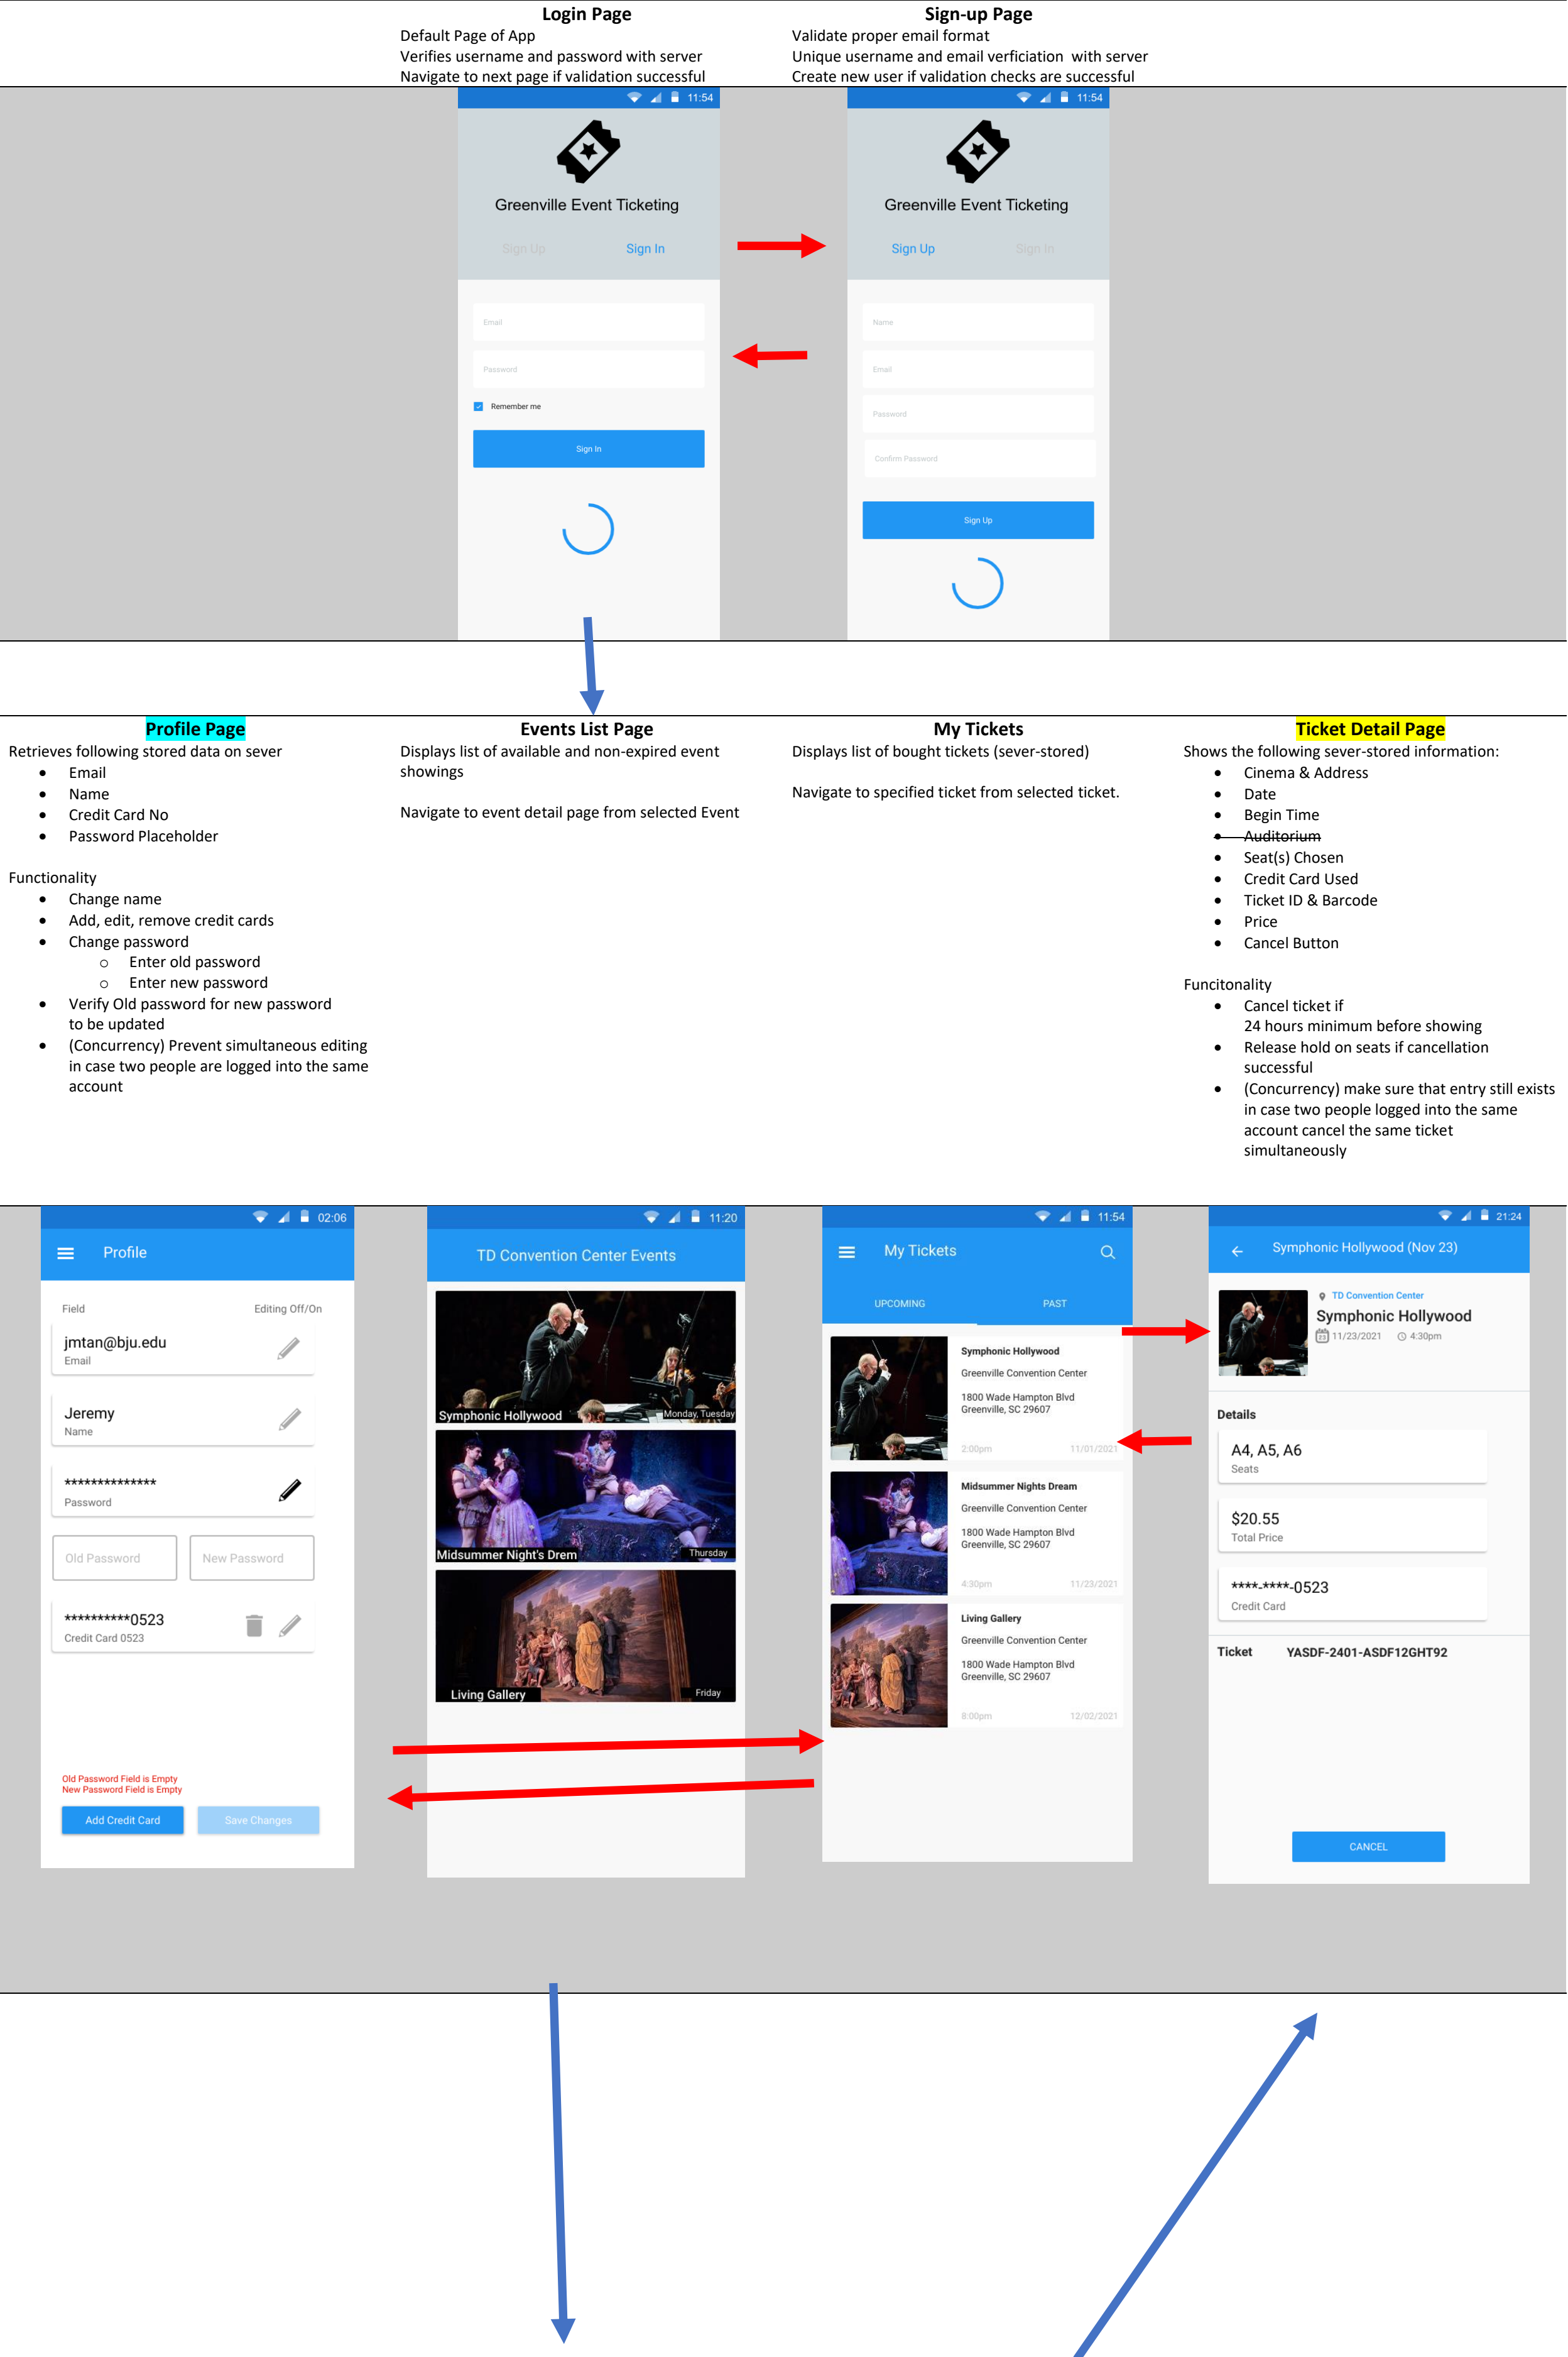 Login Page
Default Page of App
Verifies username and password with server
Navigate to next page if validation successful
Sign-up Page
Validate proper email format
Unique username and email verficiation with server
Create new user if validation checks are successful
11:54
Greenville Event Ticketing
Sign Up
Sign In
Email
Password
Remember me
Sign In
11:54
Greenville Event Ticketing
Sign Up
Sign In
Name
Email
Password
Confirm Password
Sign Up
Profile Page
Retrieves following stored data on sever
• Email
• Name
• Credit Card No
• Password Placeholder
Functionality
• Change name
• Add, edit, remove credit cards
• Change password
o Enter old password
o Enter new password
• Verify Old password for new password
to be updated
• (Concurrency) Prevent simultaneous editing
in case two people are logged into the same
account
Events List Page
Displays list of available and non-expired event
showings
Navigate to event detail page from selected Event
My Tickets
Displays list of bought tickets (sever-stored)
Navigate to specified ticket from selected ticket.
Ticket Detail Page
Shows the following sever-stored information:
• Cinema & Address
• Date
• Begin Time
• Auditorium
• Seat(s) Chosen
• Credit Card Used
• Ticket ID & Barcode
• Price
• Cancel Button
Funcitonality
• Cancel ticket if
24 hours minimum before showing
• Release hold on seats if cancellation
successful
• (Concurrency) make sure that entry still exists
in case two people logged into the same
account cancel the same ticket
simultaneously
02:06
Profile
Field
Editing Off/On
jmtan@bju.edu
Email
Jeremy
Name
**************
Password
Old Password
New Password
**********0523
Credit Card 0523
Old Password Field is Empty
New Password Field is Empty
Add Credit Card
Save Changes
11:20
TD Convention Center Events
Symphonic Hollywood
Monday, Tuesday
Midsummer Night's Drem
Thursday
Living Gallery
Friday
11:54
My Tickets
UPCOMING
PAST
Symphonic Hollywood
Greenville Convention Center
1800 Wade Hampton Blvd
Greenville, SC 29607
2:00pm
11/01/2021
Midsummer Nights Dream
Greenville Convention Center
1800 Wade Hampton Blvd
Greenville, SC 29607
4:30pm
11/23/2021
Living Gallery
Greenville Convention Center
1800 Wade Hampton Blvd
Greenville, SC 29607
8:00pm
12/02/2021
21:24
Symphonic Hollywood (Nov 23)
TD Convention Center
Symphonic Hollywood
23
11/23/2021
4:30pm
Details
A4, A5, A6
Seats
$20.55
Total Price
****-****-0523
Credit Card
Ticket
YASDF-2401-ASDF12GHT92
CANCEL